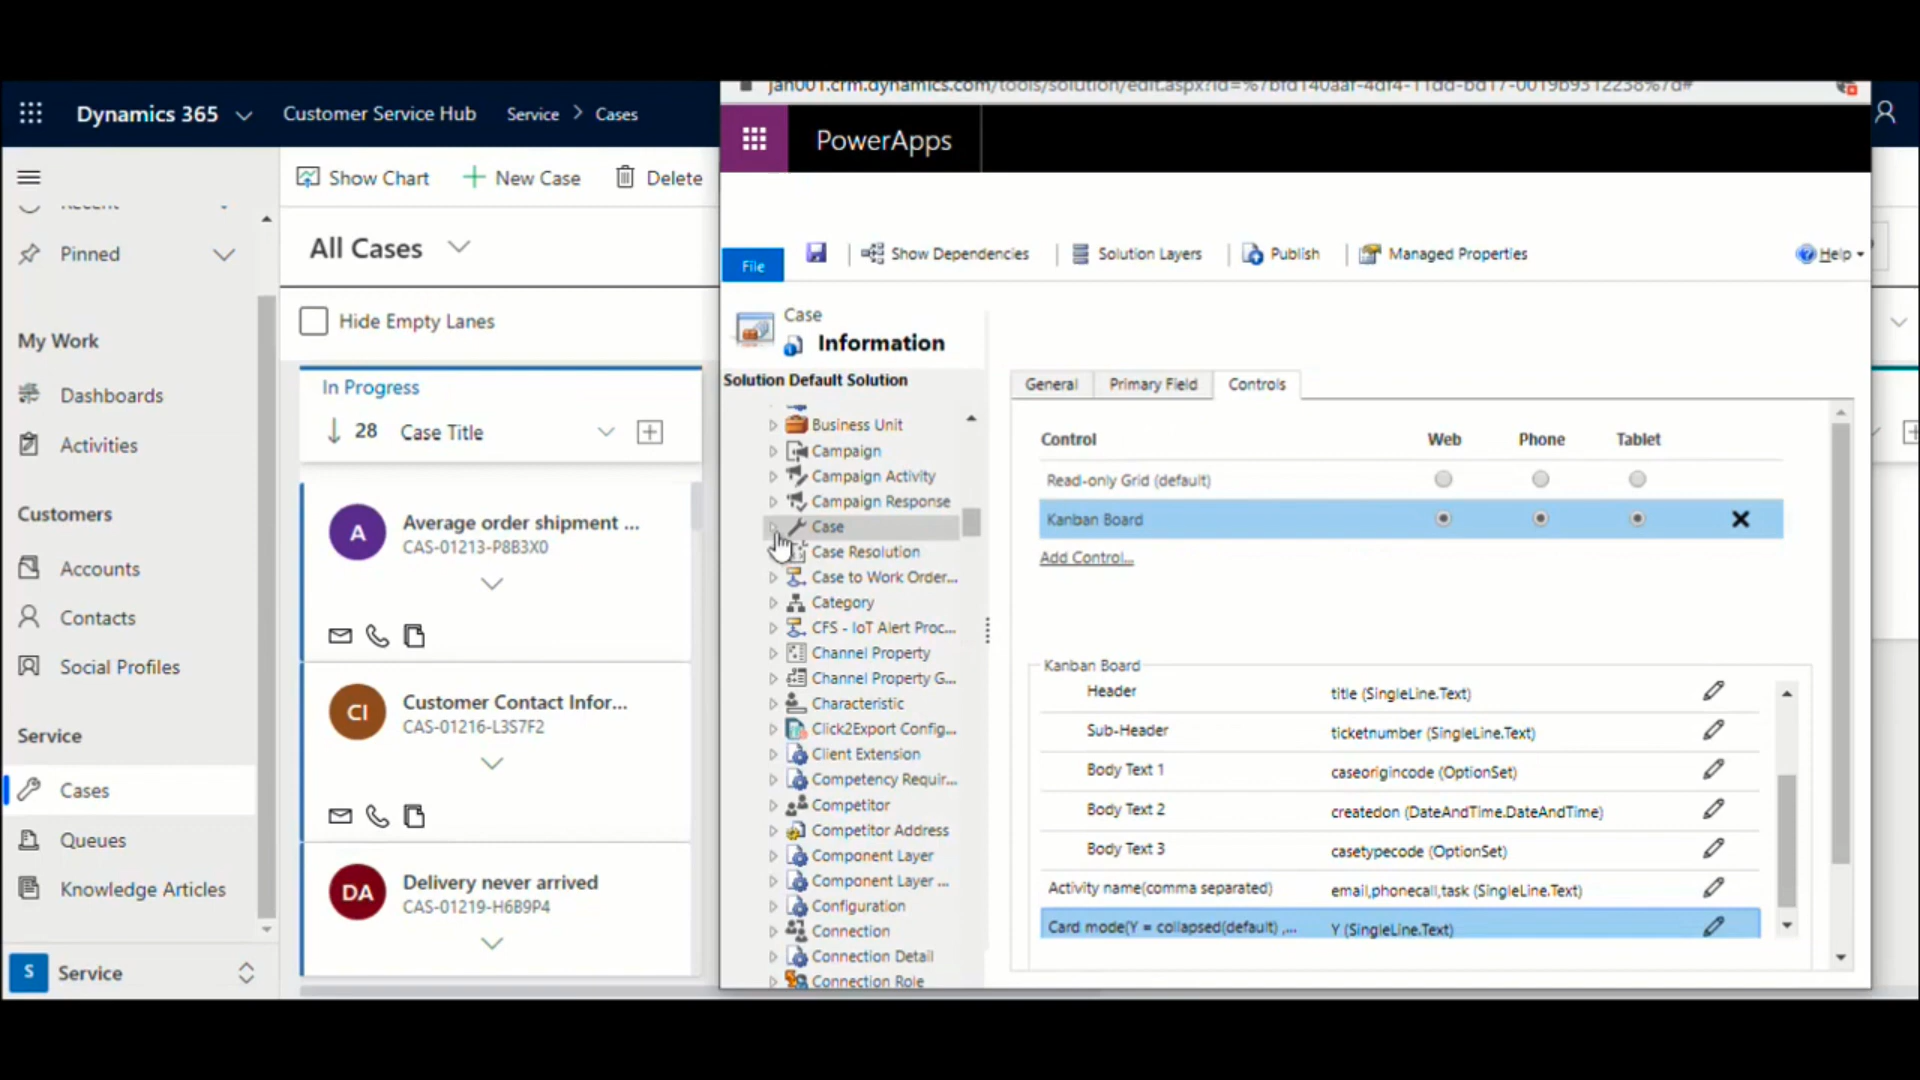 Dynamics 365
Customer Service Hub
Service > Cases
Show Chart
New Case
Delete
Pinned
My Work
Dashboards
Activities
Customers
Accounts
Contacts
Social Profiles
Service
Cases
Queues
Knowledge Articles
S
Service
All Cases
Hide Empty Lanes
In Progress
28 Case Title
A
Average order shipment ...
CAS-01213-P8B3X0
CI
Customer Contact Infor...
CAS-01216-L3S7F2
DA
Delivery never arrived
CAS-01219-H6B9P4
PowerApps
File
Show Dependencies
Solution Layers
Publish
Managed Properties
Help
Case
Information
Solution Default Solution
Business Unit
Campaign
Campaign Activity
Campaign Response
Case
Case Resolution
Case to Work Order...
Category
CFS - IoT Alert Proc...
Channel Property
Channel Property G...
Characteristic
Click2Export Config...
Client Extension
Competency Requir...
Competitor
Competitor Address
Component Layer
Component Layer ...
Configuration
Connection
Connection Detail
Connection Role
General
Primary Field
Controls
Control Web Phone Tablet
Read-only Grid (default)
Kanban Board
Add Control...
Kanban Board
Header title (SingleLine.Text)
Sub-Header ticketnumber (SingleLine.Text)
Body Text 1 caseorigincode (OptionSet)
Body Text 2 createdon (DateAndTime.DateAndTime)
Body Text 3 casetypecode (OptionSet)
Activity name(comma separated) email,phonecall,task (SingleLine.Text)
Card mode(Y = collapsed(default) ,... Y (SingleLine.Text)